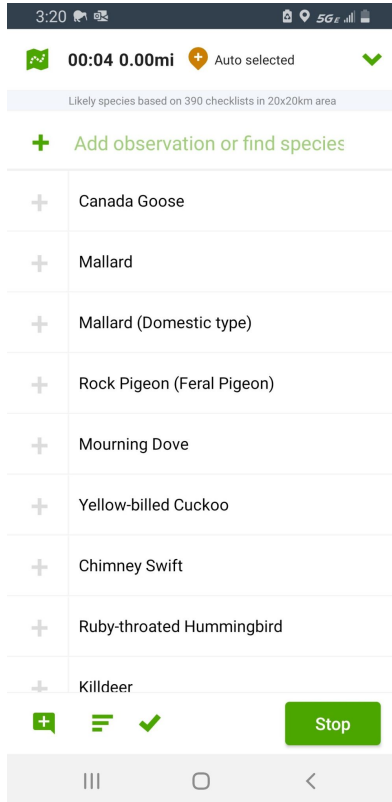 3:20
5GE
00:04 0.00mi
Auto selected
Likely species based on 390 checklists in 20x20km area
Add observation or find species
Canada Goose
Mallard
Mallard (Domestic type)
Rock Pigeon (Feral Pigeon)
Mourning Dove
Yellow-billed Cuckoo
Chimney Swift
Ruby-throated Hummingbird
Killdeer
Stop